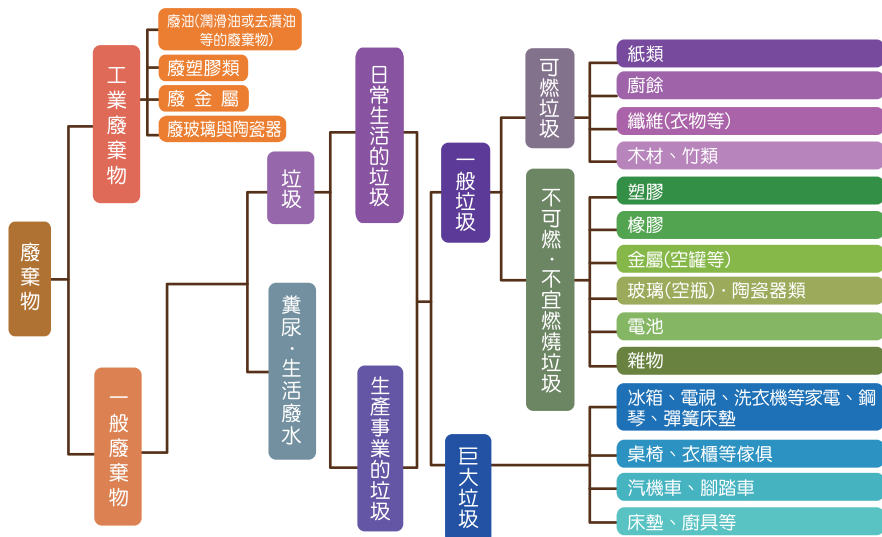 廢棄物
工業廢棄物
廢油(潤滑油或去漬油
等的廢棄物)
廢塑膠類
廢金屬
廢玻璃與陶瓷器
一般廢棄物
垃圾
糞尿·生活廢水
日常生活的垃圾
生產事業的垃圾
一般垃圾
可燃垃圾
紙類
廚餘
纖維(衣物等)
木材、竹類
不可燃·不宜燃燒垃圾
塑膠
橡膠
金屬(空罐等)
玻璃(空瓶)·陶瓷器類
電池
雜物
巨大垃圾
冰箱、電視、洗衣機等家電、鋼
琴、彈簧床墊
桌椅、衣櫃等傢俱
汽機車、腳踏車
床墊、廚具等